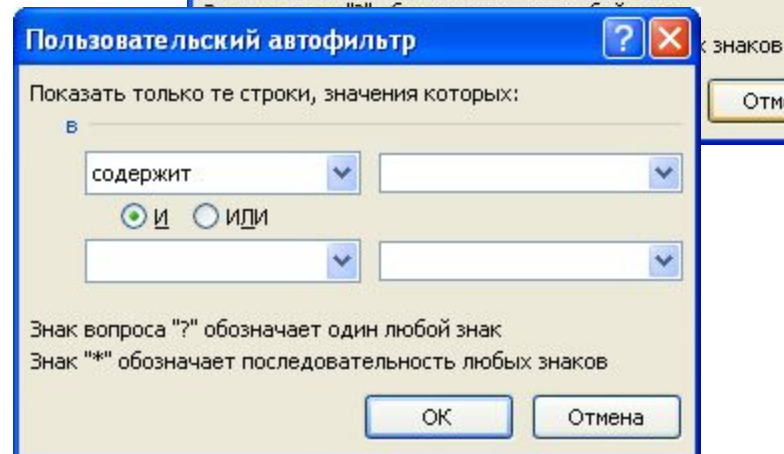 Пользовательский автофильтр
Показать только те строки, значения которых:
в
содержит
И ИЛИ
Знак вопроса "?" обозначает один любой знак
Знак "*" обозначает последовательность любых знаков
ОК Отмена
знаков